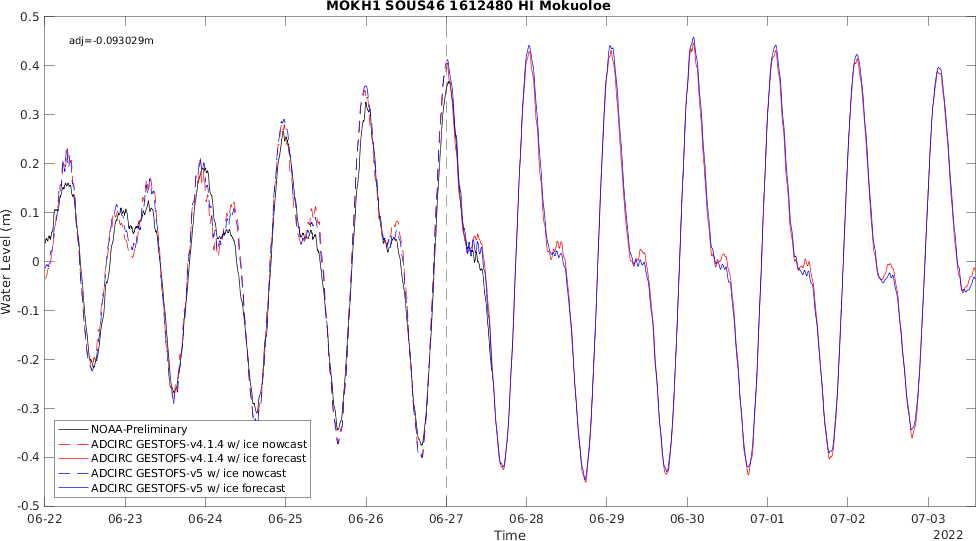 MOKH1 SOUS46 1612480 HI Mokuoloe
adj=-0.093029m
0.5
0.4
0.3
0.2
0.1
0
-0.1
-0.2
-0.3
-0.4
-0.5
Water Level (m)
NOAA-Preliminary
ADCIRC GESTOFS-v4.1.4 w/ ice nowcast
ADCIRC GESTOFS-v4.1.4 w/ ice forecast
ADCIRC GESTOFS-v5 w/ ice nowcast
ADCIRC GESTOFS-v5 w/ ice forecast
06-22 06-23 06-24 06-25 06-26 06-27 06-28 06-29 06-30 07-01 07-02 07-03
Time
2022